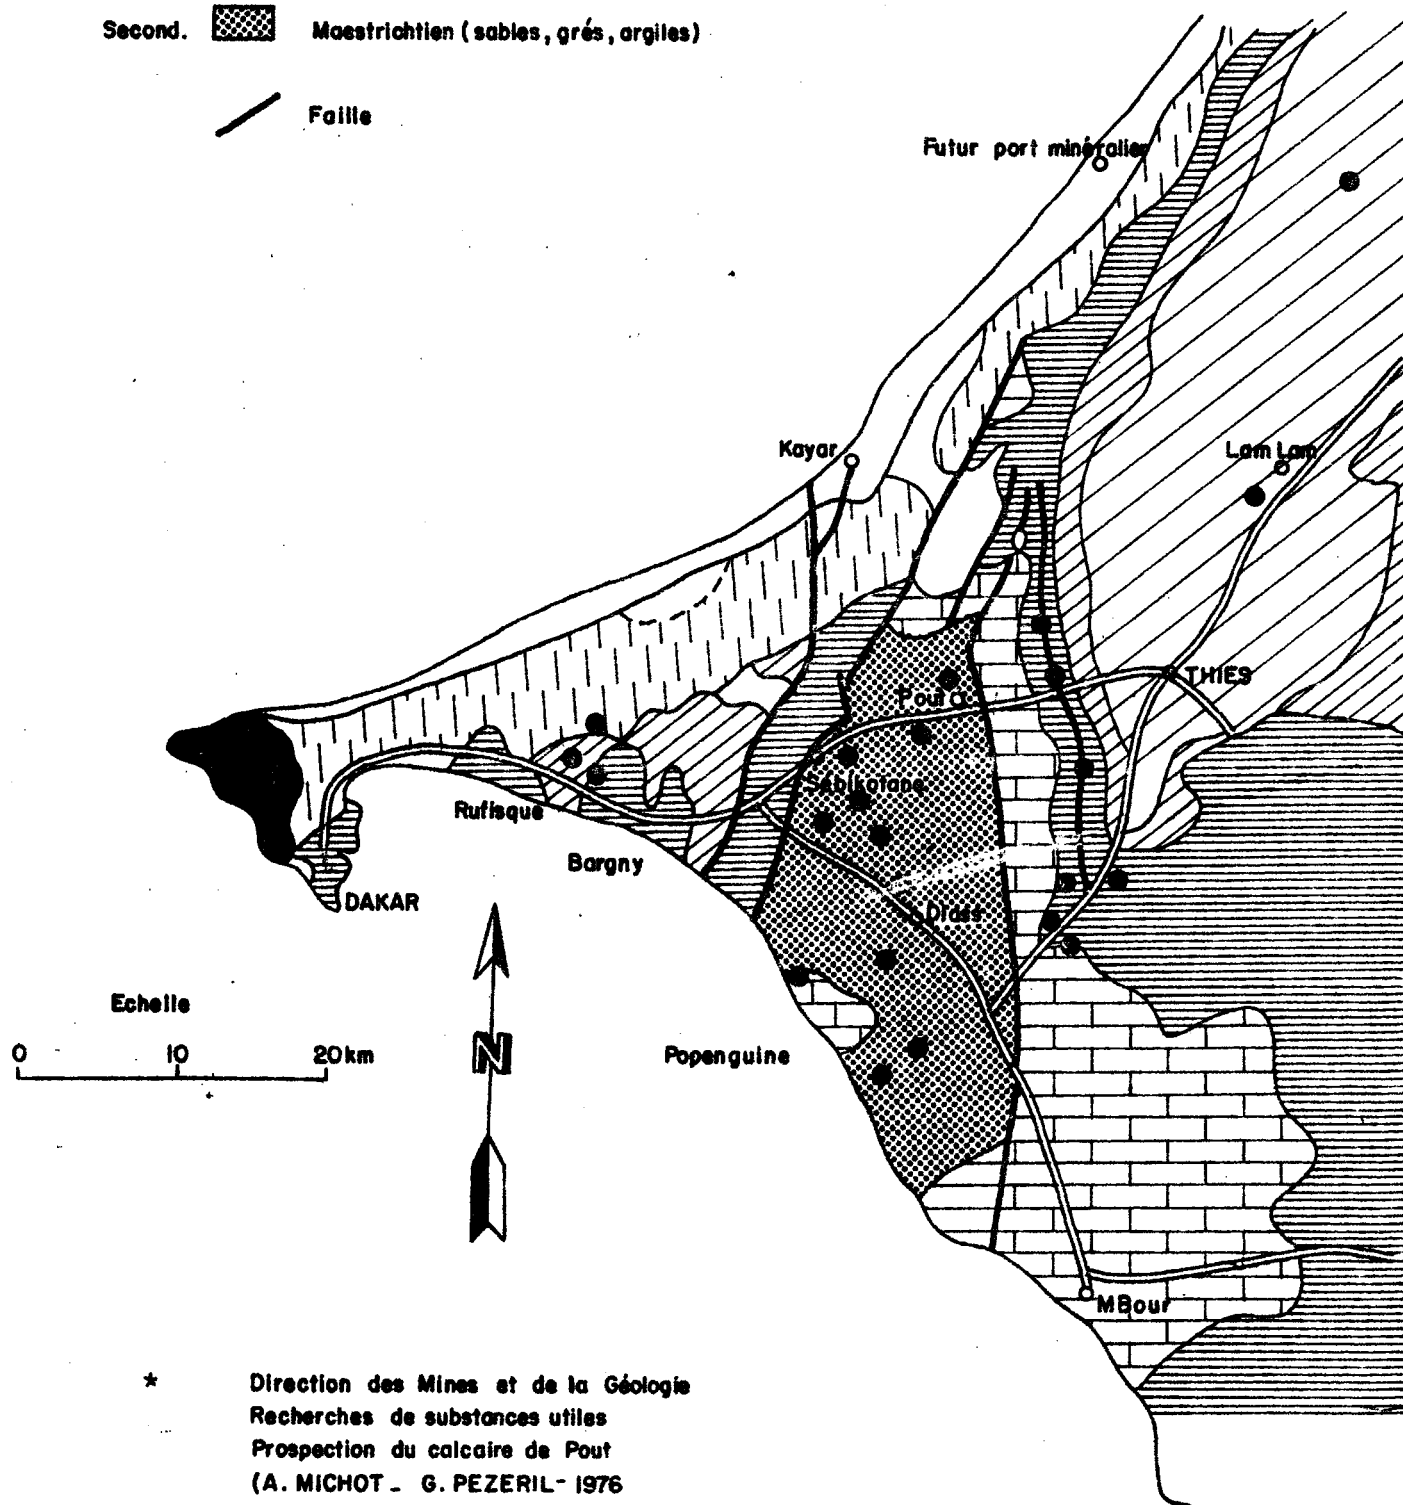 Second. Maestrichtien (sables, grés, argiles)
Faille
Futur port minéralier
Kayar
Lam Lam
THIES
Pout
Sébikotane
Rufisque
Bargny
DAKAR
Diass
Echelle
0 10 20km
N
Popenguine
MBour
* Direction des Mines et de la Géologie
Recherches de substances utiles
Prospection du calcaire de Pout
(A. MICHOT - G. PEZERIL - 1976